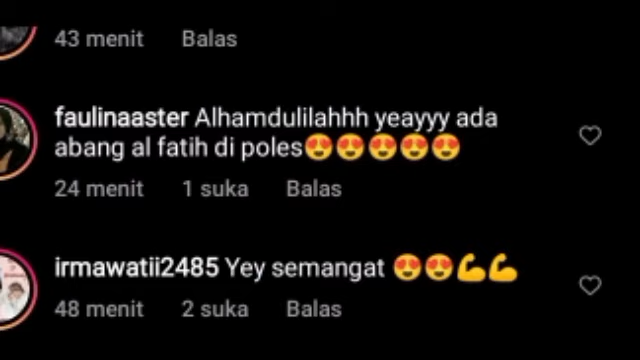 43 menit Balas
faulinaaster Alhamdulilahhh yeayyy ada
abang al fatih di poles😍😍😍😍😍
24 menit 1 suka Balas
irmawatii2485 Yey semangat 😍😍💪💪
48 menit 2 suka Balas